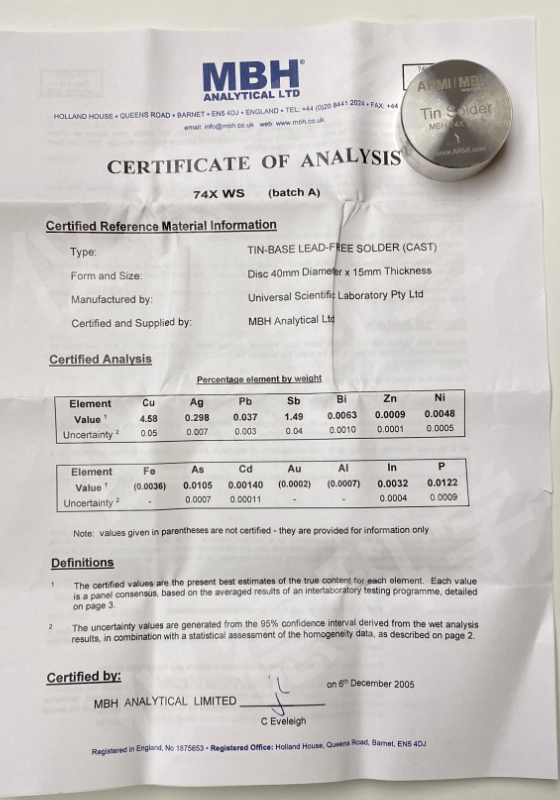 MBH®
ANALYTICAL LTD
HOLLAND HOUSE • QUEENS ROAD • BARNET • EN5 4DJ • ENGLAND • TEL: +44 (0)20 8441 2024 • FAX: +44
email: info@mbh.co.uk web: www.mbh.co.uk
ARMI | MBH
Tin Solder
MBH
www.ARMI.com
CERTIFICATE OF ANALYSIS
74X WS (batch A)
Certified Reference Material Information
Type: TIN-BASE LEAD-FREE SOLDER (CAST)
Form and Size: Disc 40mm Diameter x 15mm Thickness
Manufactured by: Universal Scientific Laboratory Pty Ltd
Certified and Supplied by: MBH Analytical Ltd
Certified Analysis
Percentage element by weight
Element Cu Ag Pb Sb Bi Zn Ni
Value 1 4.58 0.298 0.037 1.49 0.0063 0.0009 0.0048
Uncertainty 2 0.05 0.007 0.003 0.04 0.0010 0.0001 0.0005
Element Fe As Cd Au Al In P
Value 1 (0.0036) 0.0105 0.00140 (0.0002) (0.0007) 0.0032 0.0122
Uncertainty 2 - 0.0007 0.00011 - - 0.0004 0.0009
Note: values given in parentheses are not certified - they are provided for information only
Definitions
1 The certified values are the present best estimates of the true content for each element. Each value
is a panel consensus, based on the averaged results of an interlaboratory testing programme, detailed
on page 3.
2 The uncertainty values are generated from the 95% confidence interval derived from the wet analysis
results, in combination with a statistical assessment of the homogeneity data, as described on page 2.
Certified by:
on 6th December 2005
MBH ANALYTICAL LIMITED
C Eveleigh
Registered in England, No 1875653 • Registered Office: Holland House, Queens Road, Barnet, EN5 4DJ